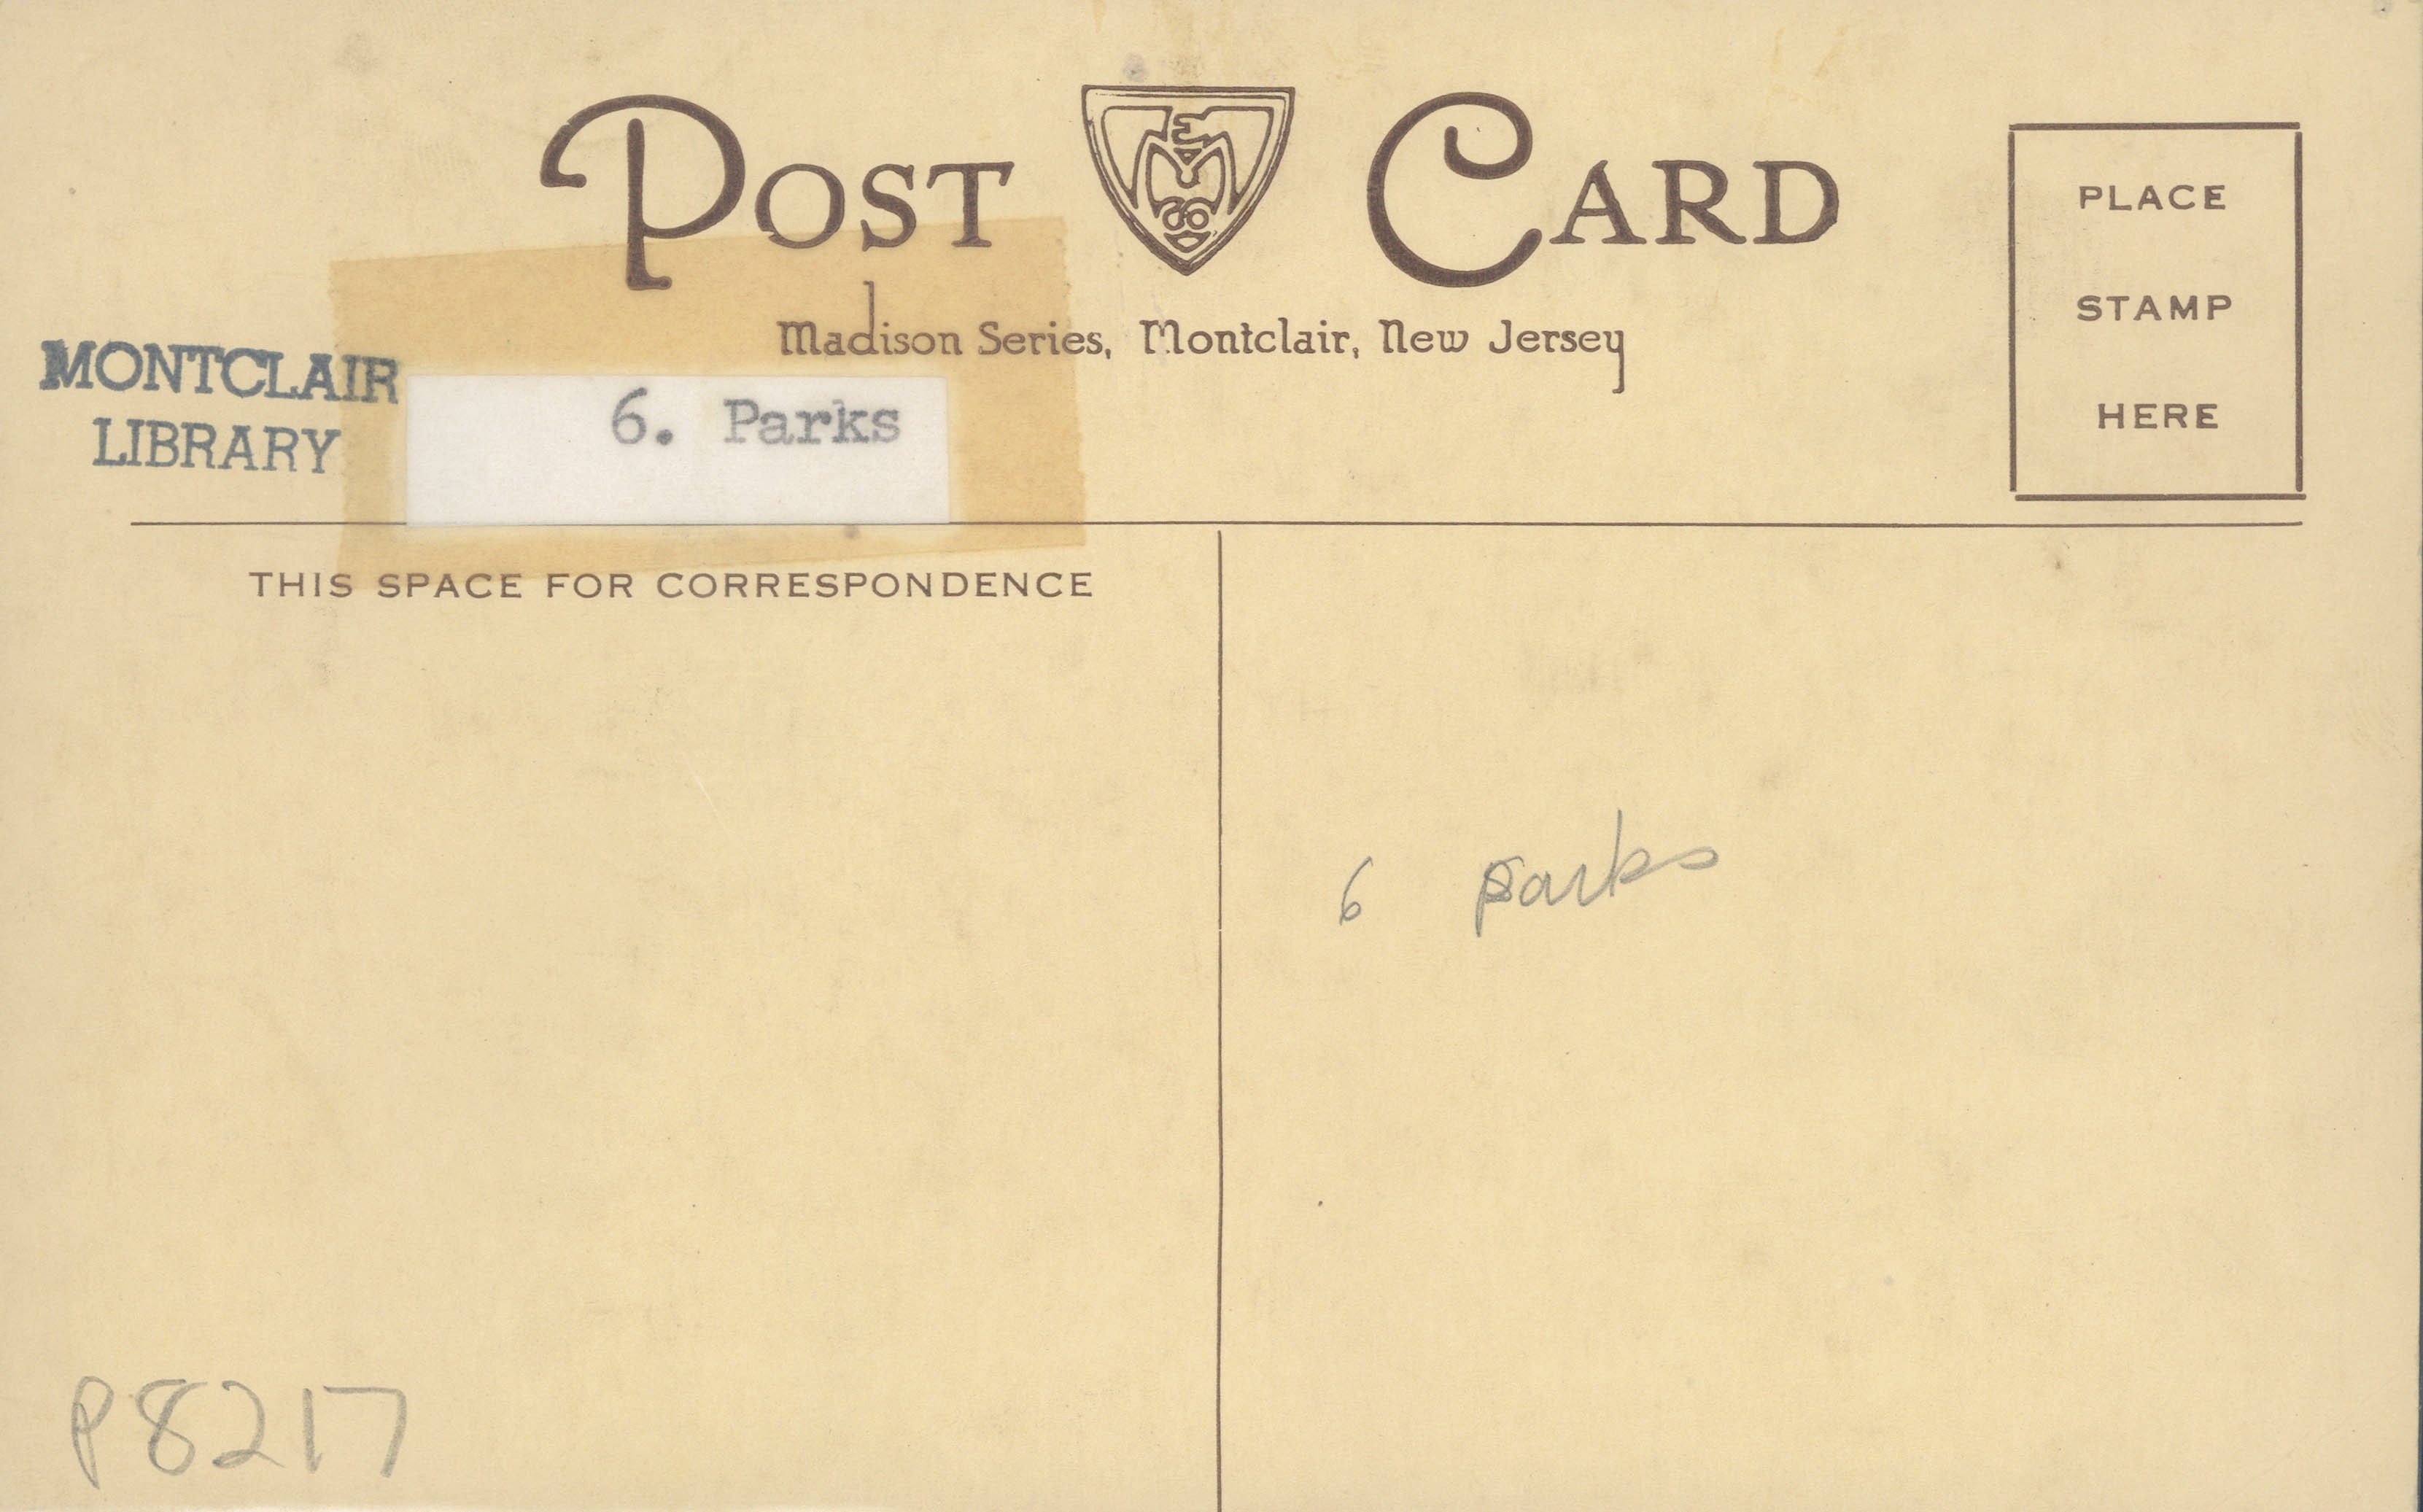 POST CARD
Madison Series, Montclair, New Jersey
PLACE
STAMP
HERE
MONTCLAIR
LIBRARY
6. Parks
THIS SPACE FOR CORRESPONDENCE
6 parks
P8217